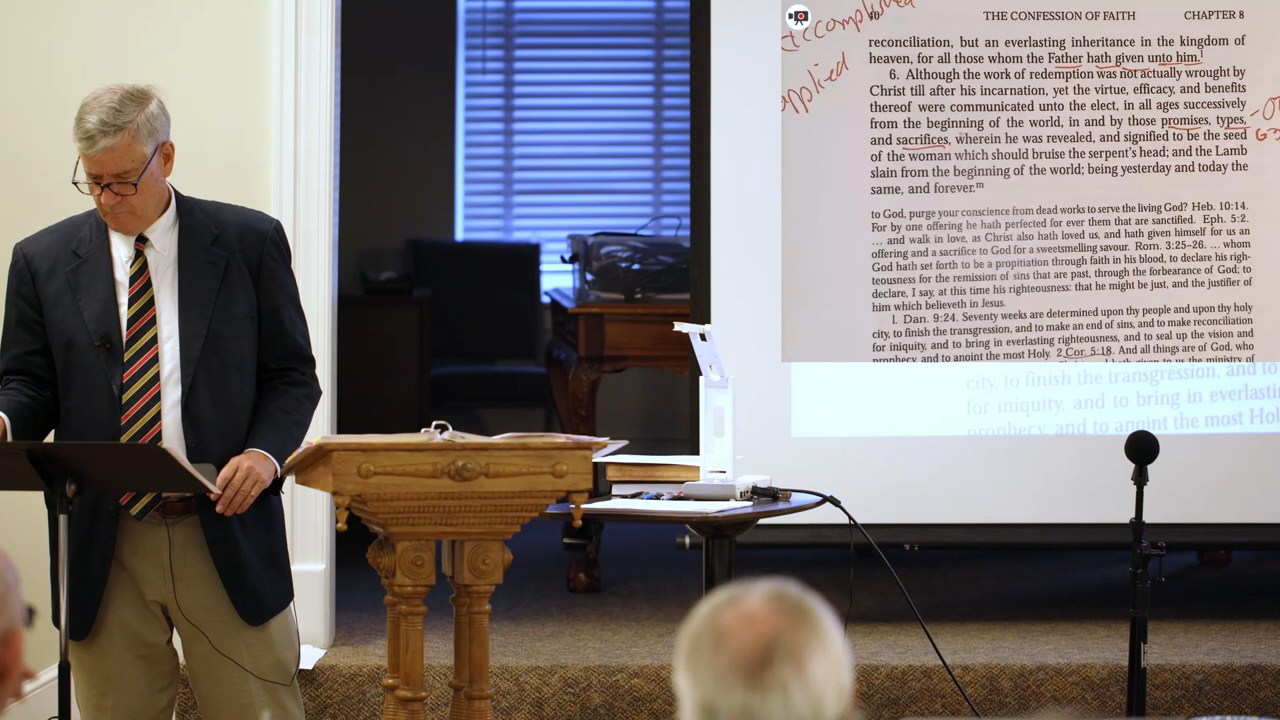 accomplished
applied
THE CONFESSION OF FAITH CHAPTER 8
reconciliation, but an everlasting inheritance in the kingdom of
heaven, for all those whom the Father hath given unto him.l
6. Although the work of redemption was not actually wrought by
Christ till after his incarnation, yet the virtue, efficacy, and benefits
thereof were communicated unto the elect, in all ages successively
from the beginning of the world, in and by those promises, types,
and sacrifices, wherein he was revealed, and signified to be the seed
of the woman which should bruise the serpent's head; and the Lamb
slain from the beginning of the world; being yesterday and today the
same, and forever.m
to God, purge your conscience from dead works to serve the living God? Heb. 10:14.
For by one offering he hath perfected for ever them that are sanctified. Eph. 5:2.
... and walk in love, as Christ also hath loved us, and hath given himself for us an
offering and a sacrifice to God for a sweetsmelling savour. Rom. 3:25–26. ... whom
God hath set forth to be a propitiation through faith in his blood, to declare his righ-
teousness for the remission of sins that are past, through the forbearance of God; to
declare, I say, at this time his righteousness: that he might be just, and the justifier of
him which believeth in Jesus.
l. Dan. 9:24. Seventy weeks are determined upon thy people and upon thy holy
city, to finish the transgression, and to make an end of sins, and to make reconciliation
for iniquity, and to bring in everlasting righteousness, and to seal up the vision and
prophecy, and to anoint the most Holy. 2 Cor. 5:18. And all things are of God, who
city, to finish the transgression, and to
for iniquity, and to bring in everlasti
prophecy, and to anoint the most Hol